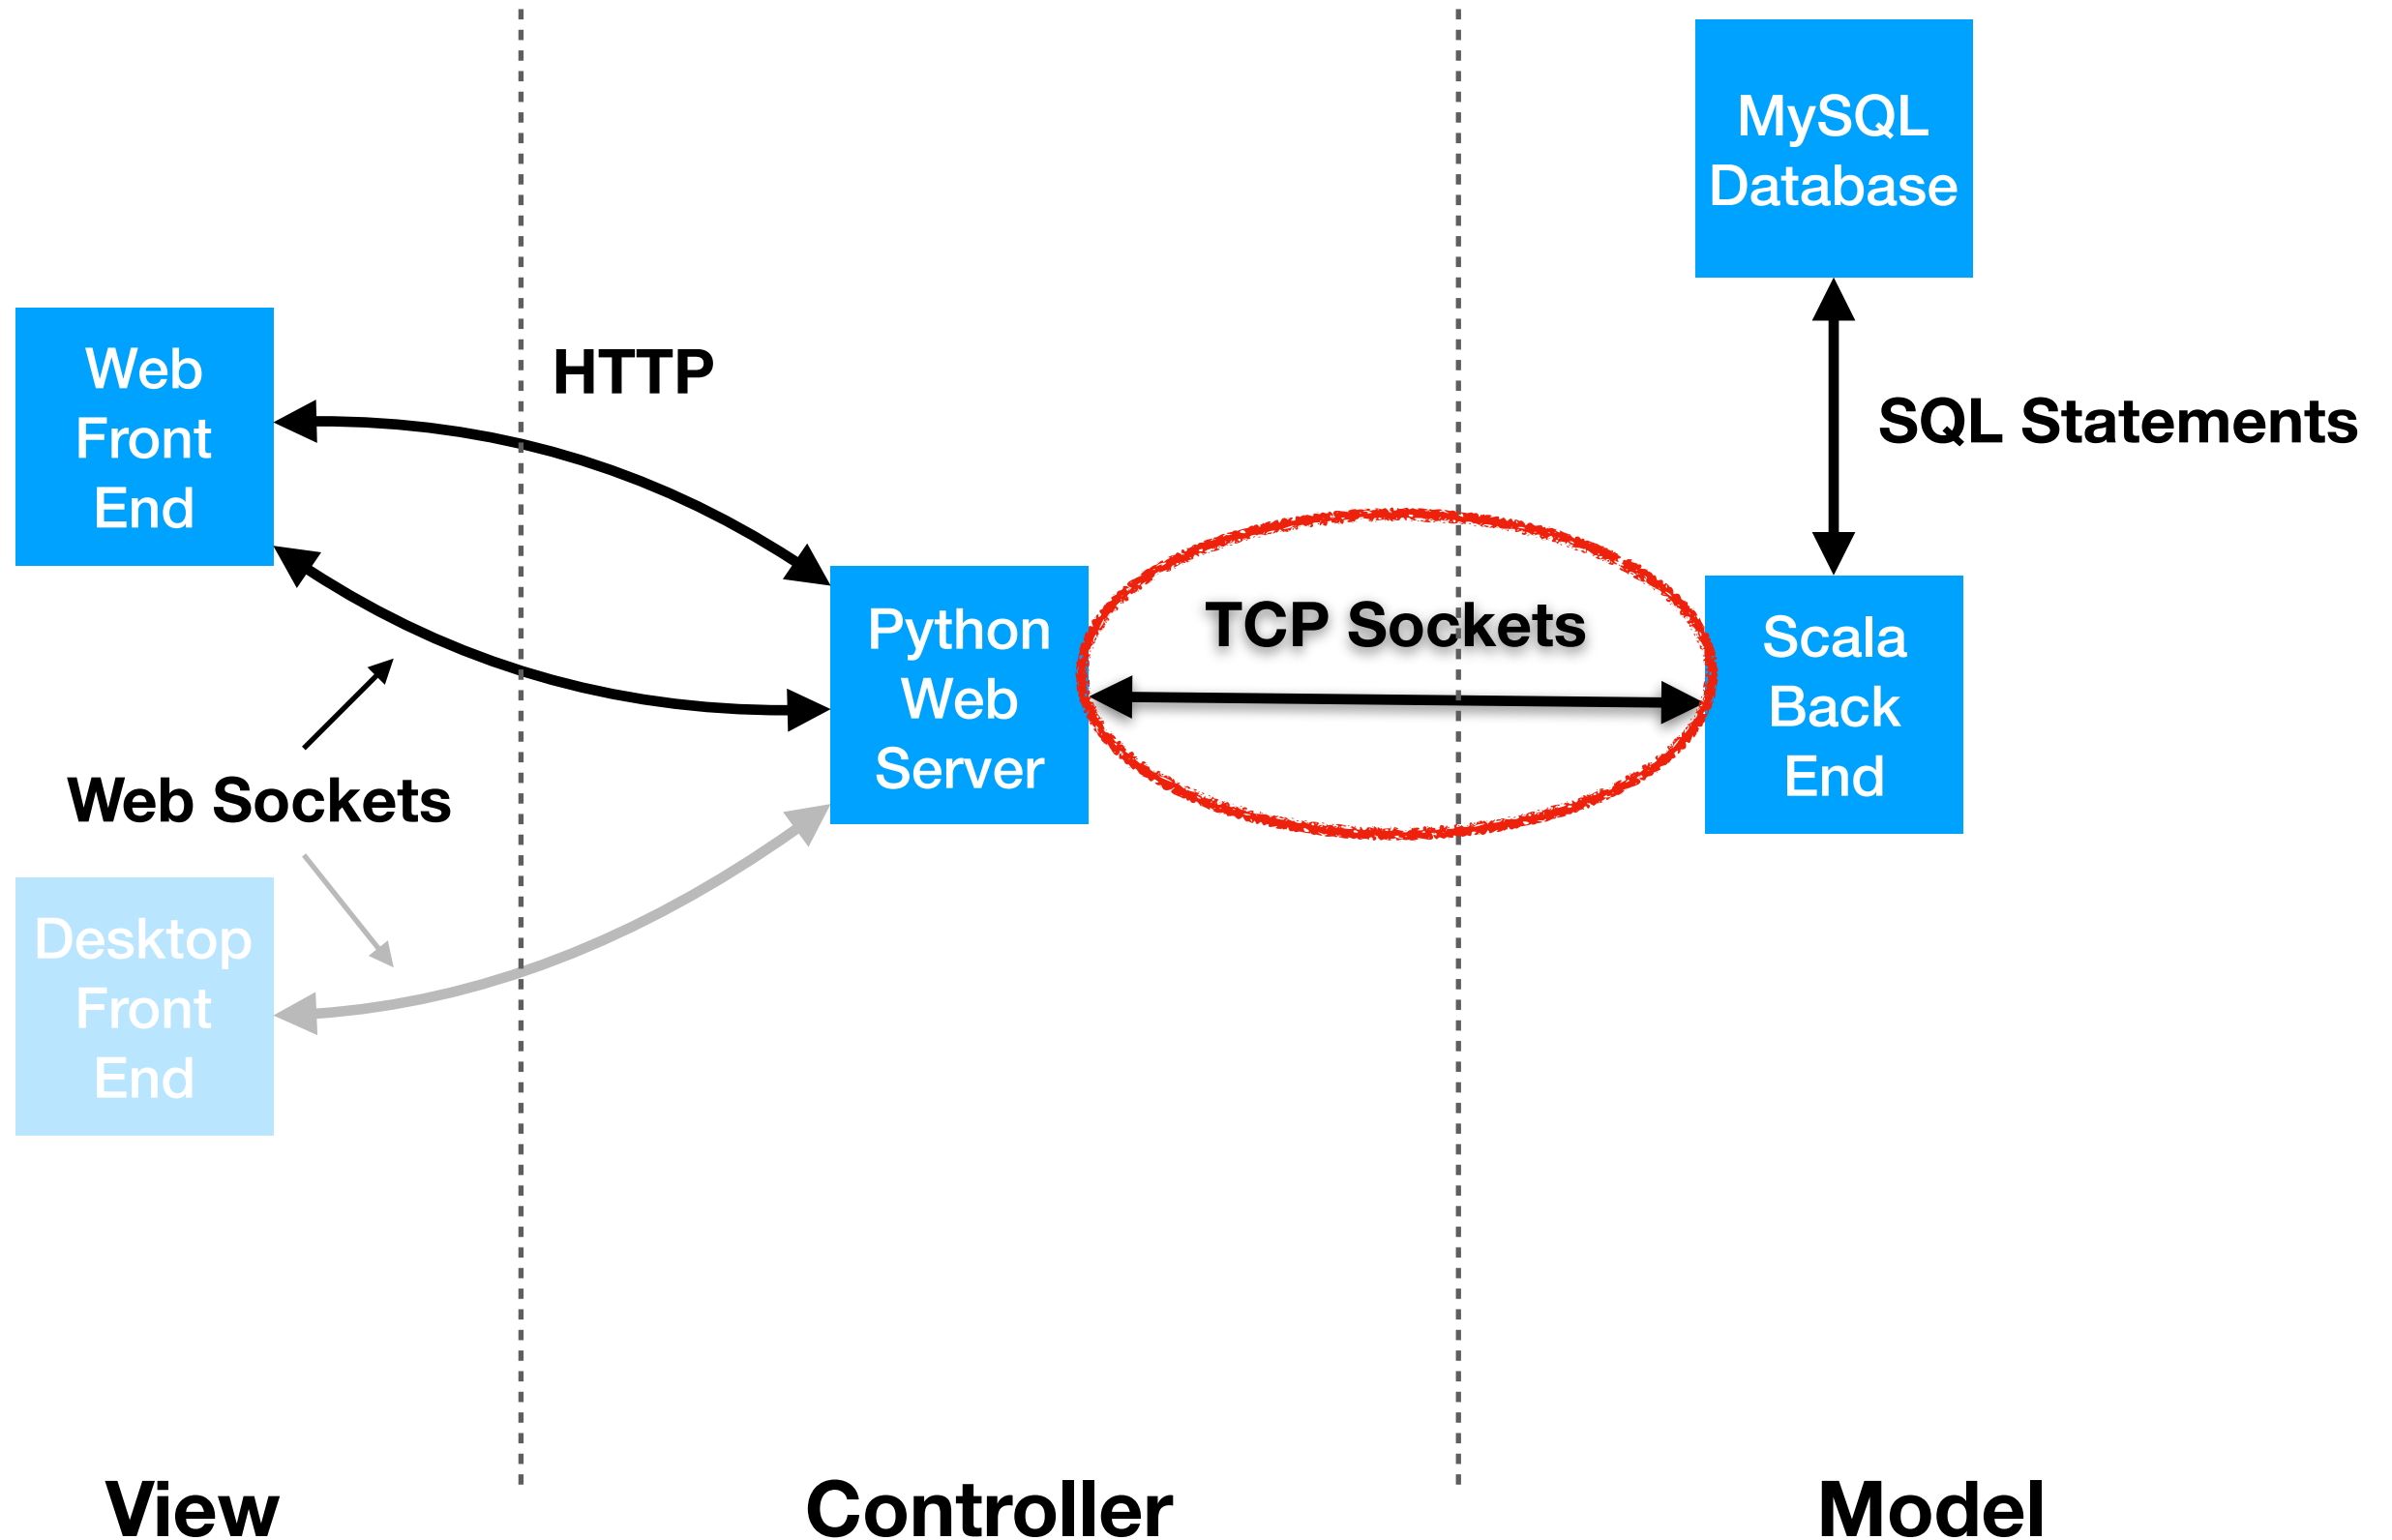 MySQL
Database
Web
Front
End
HTTP
SQL Statements
Python
Web
Server
TCP Sockets
Scala
Back
End
Web Sockets
Desktop
Front
End
View
Controller
Model